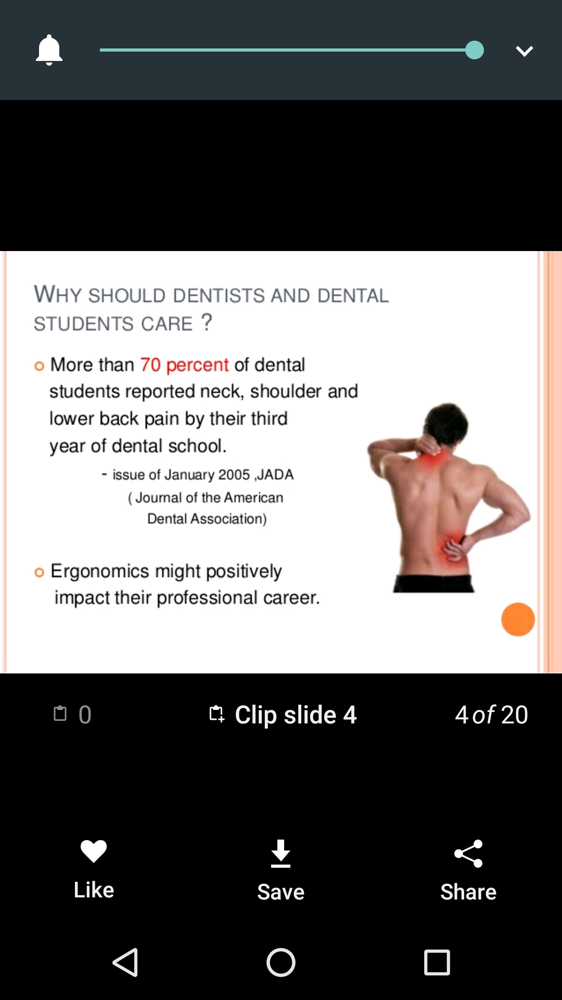 WHY SHOULD DENTISTS AND DENTAL
STUDENTS CARE ?
More than 70 percent of dental
students reported neck, shoulder and
lower back pain by their third
year of dental school.
- issue of January 2005 ,JADA
( Journal of the American
Dental Association)
Ergonomics might positively
impact their professional career.
0
Clip slide 4
4 of 20
Like
Save
Share